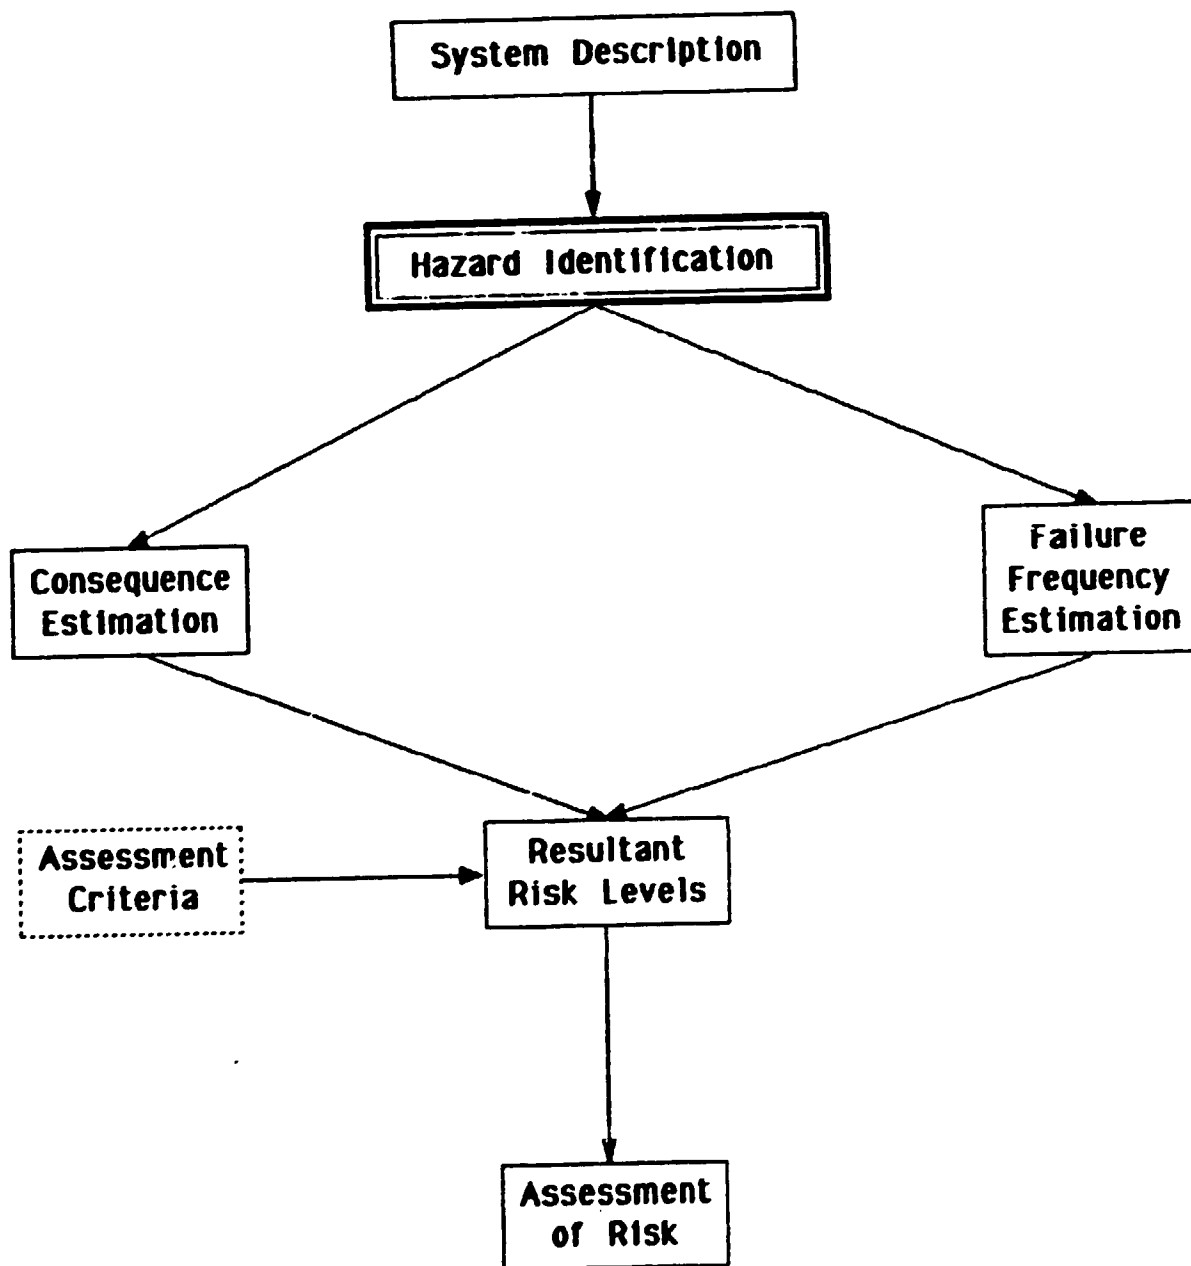 System Description
Hazard Identification
Consequence
Estimation
Failure
Frequency
Estimation
Assessment
Criteria
Resultant
Risk Levels
Assessment
of Risk